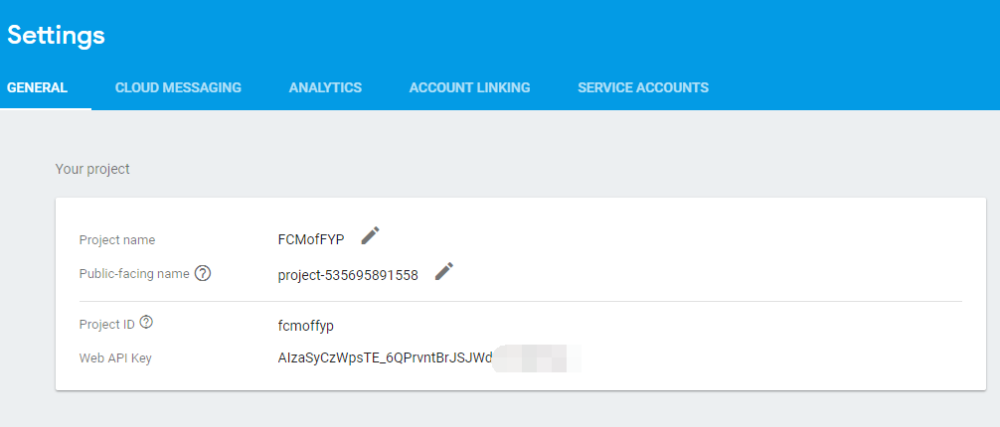 Settings
GENERAL CLOUD MESSAGING ANALYTICS ACCOUNT LINKING SERVICE ACCOUNTS
Your project
Project name FCMofFYP
Public-facing name ? project-535695891558
Project ID ? fcmoffyp
Web API Key AIzaSyCzWpsTE_6QPrvntBrJSJWd